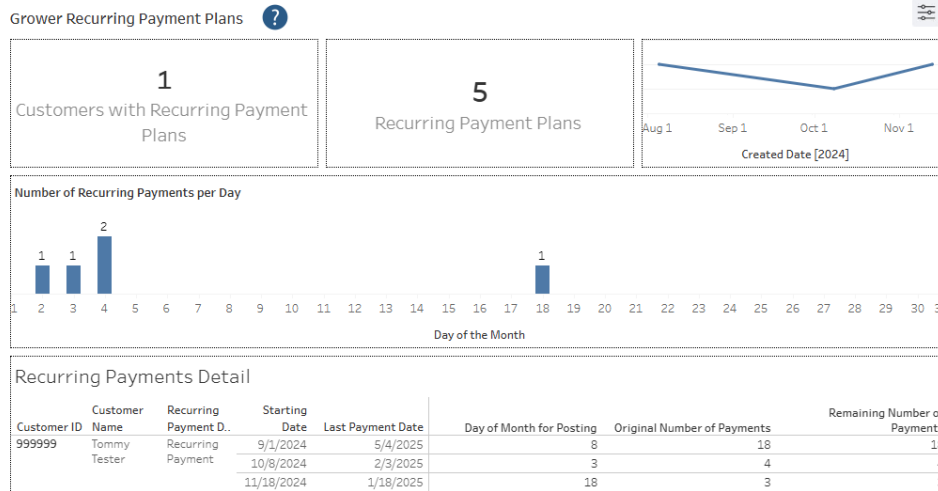 Grower Recurring Payment Plans ?
1
Customers with Recurring Payment
Plans
5
Recurring Payment Plans
Aug 1 Sep 1 Oct 1 Nov 1
Created Date [2024]
Number of Recurring Payments per Day
2
1 1 1
1 2 3 4 5 6 7 8 9 10 11 12 13 14 15 16 17 18 19 20 21 22 23 24 25 26 27 28 29 30
Day of the Month
Recurring Payments Detail
Customer Recurring Starting Remaining Number
Customer ID Name Payment D.. Date Last Payment Date Day of Month for Posting Original Number of Payments Payment
999999 Tommy Recurring 9/1/2024 5/4/2025 8 18
Tester Payment 10/8/2024 2/3/2025 3 4
11/18/2024 1/18/2025 18 3